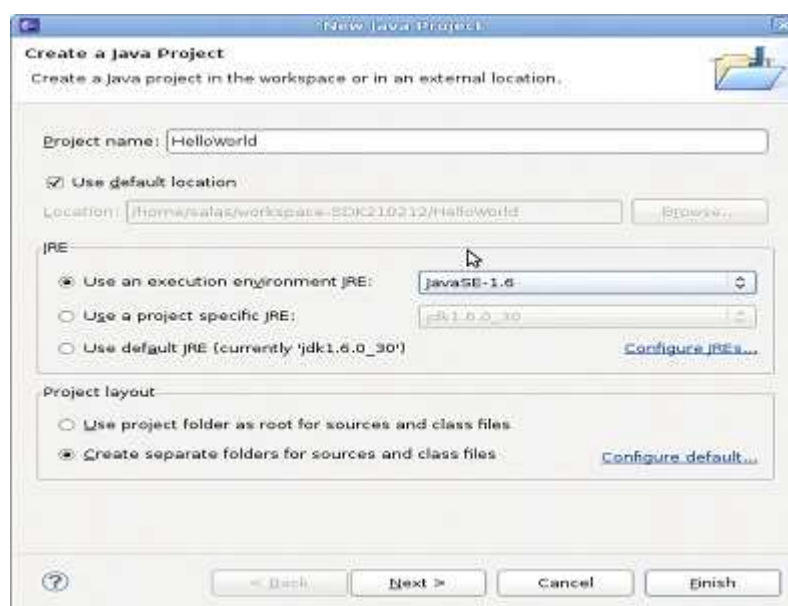 New Java Project
Create a Java Project
Create a Java project in the workspace or in an external location.
Project name: HelloWorld
Use default location
Location: /home/salas/workspace-SDK210212/HelloWorld Browse...
JRE
Use an execution environment JRE: JavaSE-1.6
Use a project specific JRE: jdk1.6.0_30
Use default JRE (currently 'jdk1.6.0_30') Configure JREs...
Project layout
Use project folder as root for sources and class files
Create separate folders for sources and class files Configure default...
? < Back Next > Cancel Finish